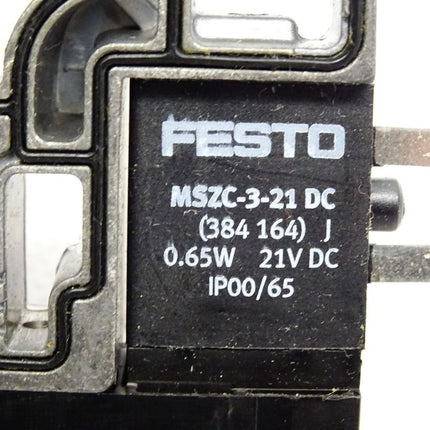 FESTO
MSZC-3-21 DC
(384 164) J
0.65W 21V DC
IP00/65